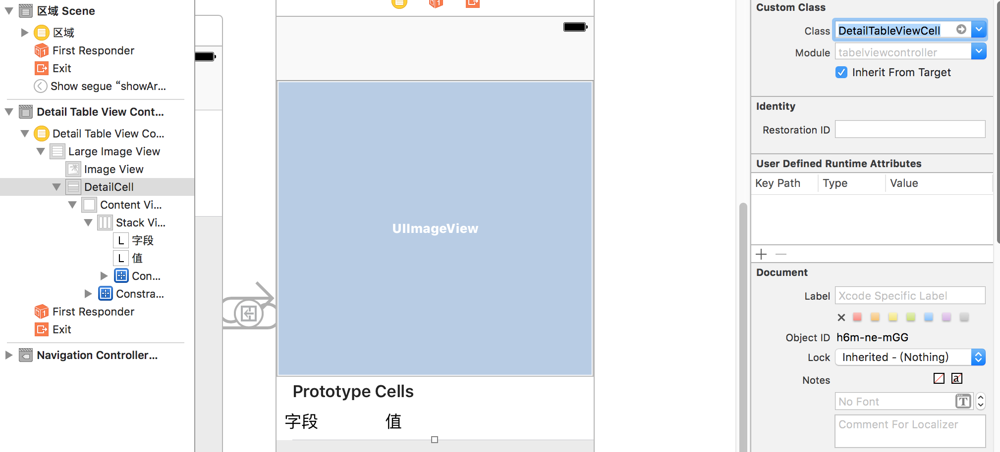 区域 Scene
区域
First Responder
Exit
Show segue “showAr...
Detail Table View Cont...
Detail Table View Co...
Large Image View
Image View
DetailCell
Content Vi...
Stack Vi...
L 字段
L 值
Con...
Constra...
First Responder
Exit
Navigation Controller...
UIImageView
Prototype Cells
字段 值
Custom Class
Class DetailTableViewCell
Module tabelviewcontroller
Inherit From Target
Identity
Restoration ID
User Defined Runtime Attributes
Key Path Type Value
Document
Label Xcode Specific Label
Object ID h6m-ne-mGG
Lock Inherited - (Nothing)
Notes a
No Font T
Comment For Localizer